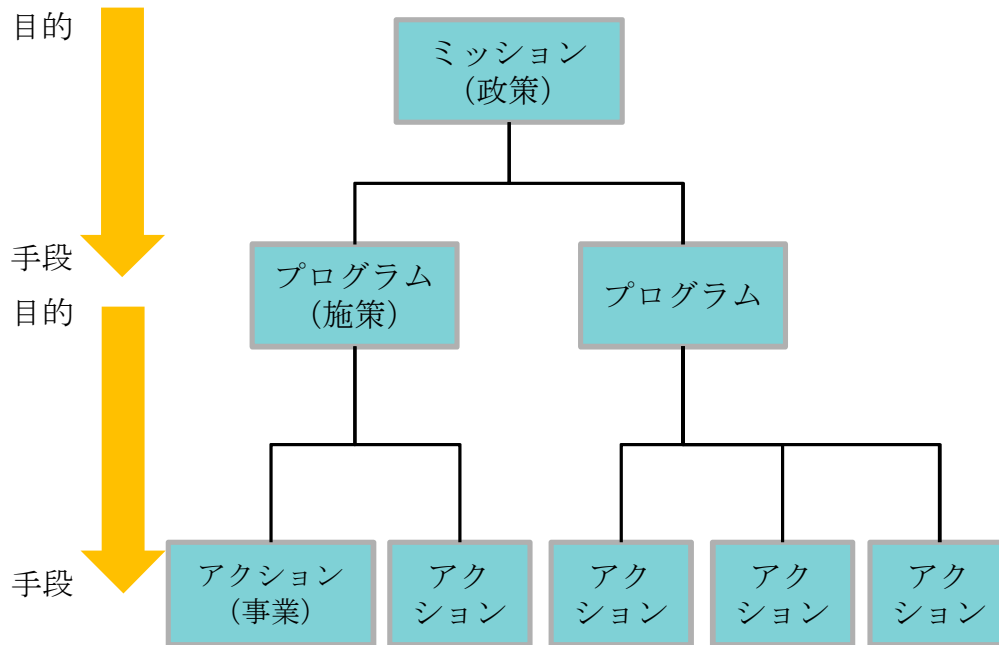 目的
ミッション
（政策）
手段
目的
プログラム
（施策）
プログラム
手段
アクション
（事業）
アク
ション
アク
ション
アク
ション
アク
ション